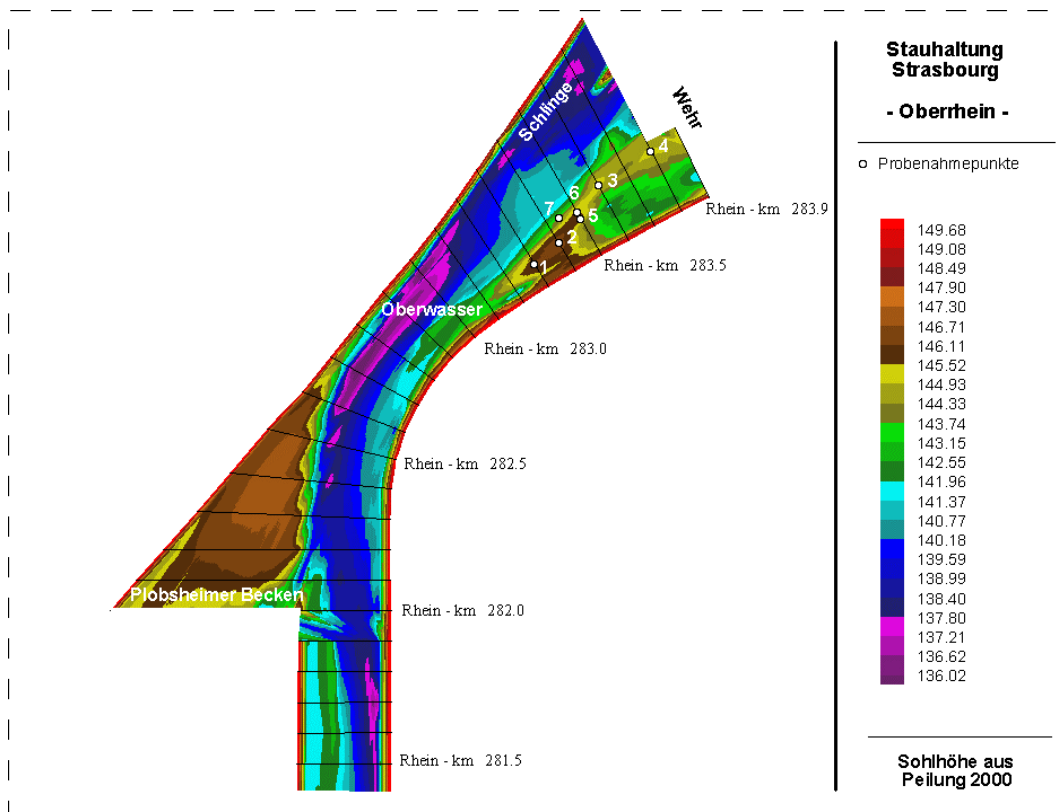 Stauhaltung
Strasbourg
- Oberrhein -
Probenahmepunkte
149.68
149.08
148.49
147.90
147.30
146.71
146.11
145.52
144.93
144.33
143.74
143.15
142.55
141.96
141.37
140.77
140.18
139.59
138.99
138.40
137.80
137.21
136.62
136.02
Sohlhöhe aus
Peilung 2000
Schlinge
Wehr
4
3
6
7
5
2
1
Rhein - km 283.9
Rhein - km 283.5
Oberwasser
Rhein - km 283.0
Rhein - km 282.5
Plobsheimer Becken
Rhein - km 282.0
Rhein - km 281.5